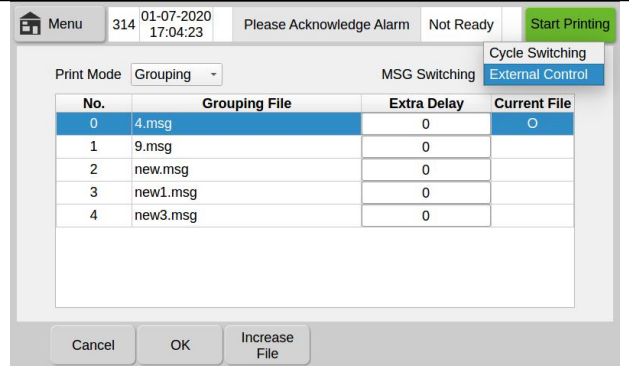 Menu 314 01-07-2020 17:04:23 Please Acknowledge Alarm Not Ready Start Printing
Cycle Switching
Print Mode Grouping MSG Switching External Control
No. Grouping File Extra Delay Current File
0 4.msg 0 O
1 9.msg 0
2 new.msg 0
3 new1.msg 0
4 new3.msg 0
Cancel OK Increase File